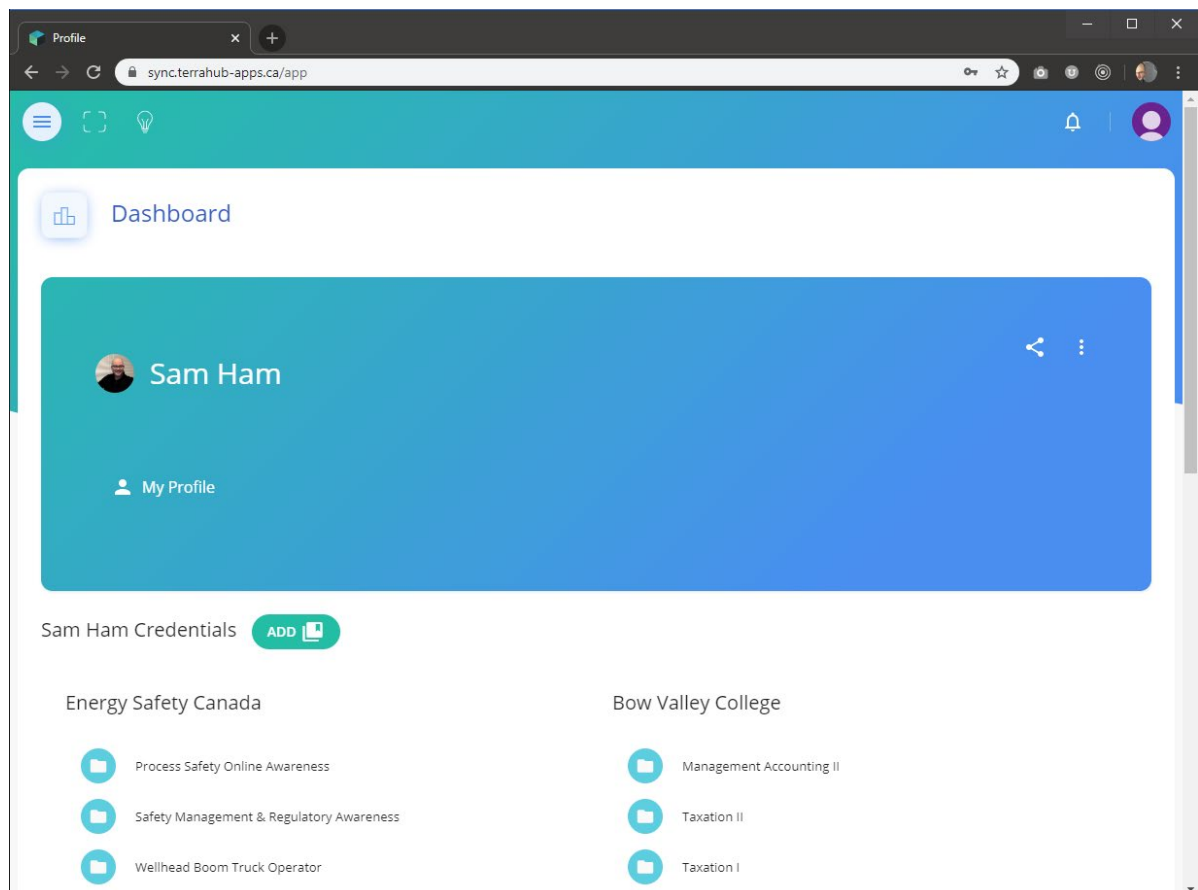 Profile
sync.terrahub-apps.ca/app
Dashboard
Sam Ham
My Profile
Sam Ham Credentials ADD
Energy Safety Canada
Bow Valley College
Process Safety Online Awareness
Management Accounting II
Safety Management & Regulatory Awareness
Taxation II
Wellhead Boom Truck Operator
Taxation I